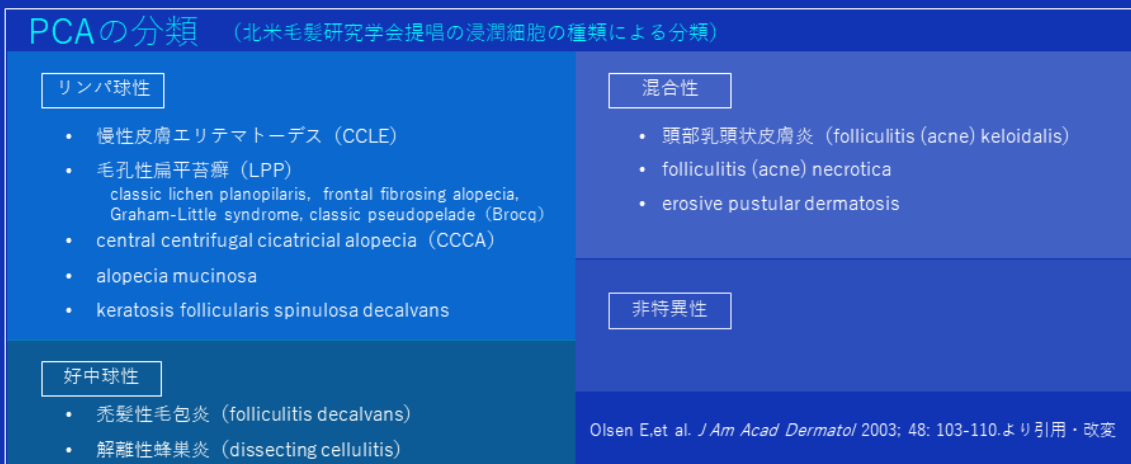 PCAの分類 (北米毛髪研究学会提唱の浸潤細胞の種類による分類)
リンパ球性
• 慢性皮膚エリテマトーデス (CCLE)
• 毛孔性扁平苔癬 (LPP)
classic lichen planopilaris, frontal fibrosing alopecia,
Graham-Little syndrome, classic pseudopelade (Brocq)
• central centrifugal cicatricial alopecia (CCCA)
• alopecia mucinosa
• keratosis follicularis spinulosa decalvans
好中球性
• 禿髪性毛包炎 (folliculitis decalvans)
• 解離性蜂巣炎 (dissecting cellulitis)
混合性
• 頭部乳頭状皮膚炎 (folliculitis (acne) keloidalis)
• folliculitis (acne) necrotica
• erosive pustular dermatosis
非特異性
Olsen E,et al. J Am Acad Dermatol 2003; 48: 103-110.より引用・改変